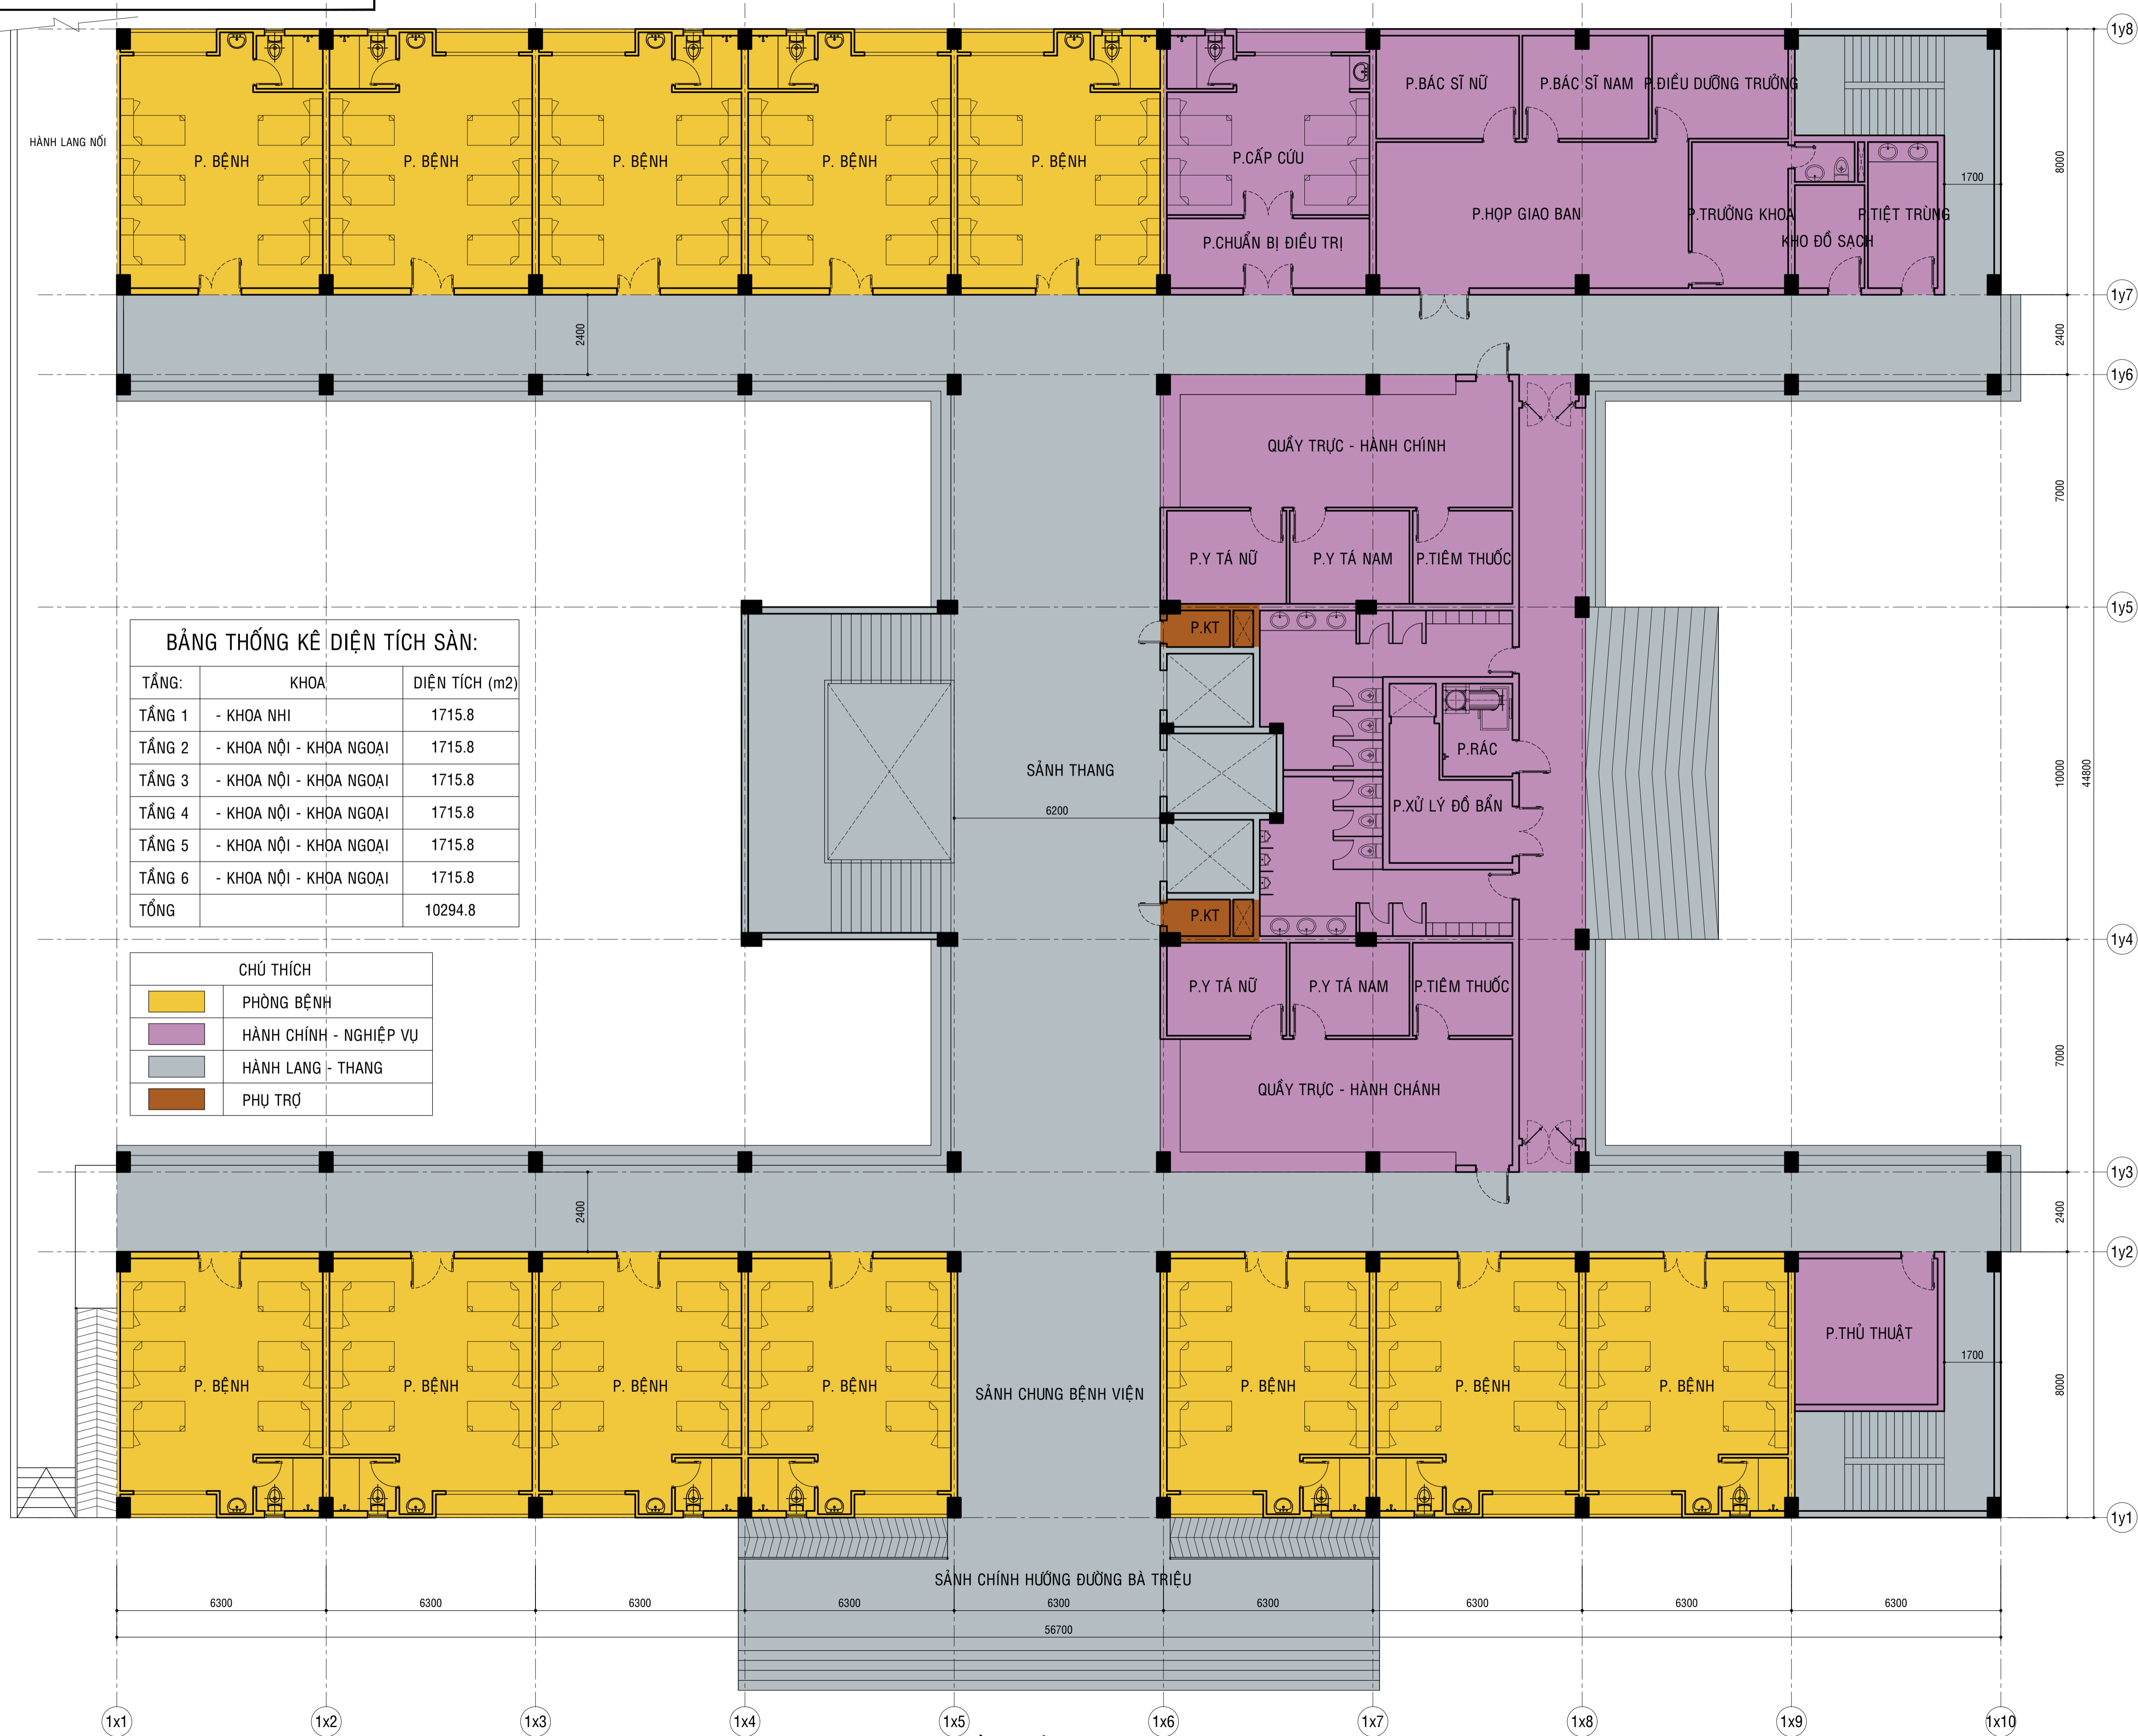 1y8
P.BÁC SĨ NỮ
P.BÁC SĨ NAM
P.ĐIỀU DƯỠNG TRƯỞNG
HÀNH LANG NỐI
P. BỆNH
P. BỆNH
P. BỆNH
P. BỆNH
P. BỆNH
P.CẤP CỨU
8000
1700
P.HỌP GIAO BAN
P.TRƯỞNG KHOA
P.TIỆT TRÙNG
P.CHUẨN BỊ ĐIỀU TRỊ
KHO ĐỒ SẠCH
1y7
2400
2400
1y6
QUẦY TRỰC - HÀNH CHÍNH
7000
P.Y TÁ NỮ
P.Y TÁ NAM
P.TIÊM THUỐC
1y5
P.KT
BẢNG THỐNG KÊ DIỆN TÍCH SÀN:
TẦNG: KHOA DIỆN TÍCH (m2)
TẦNG 1 - KHOA NHI 1715.8
TẦNG 2 - KHOA NỘI - KHOA NGOẠI 1715.8
TẦNG 3 - KHOA NỘI - KHOA NGOẠI 1715.8
TẦNG 4 - KHOA NỘI - KHOA NGOẠI 1715.8
TẦNG 5 - KHOA NỘI - KHOA NGOẠI 1715.8
TẦNG 6 - KHOA NỘI - KHOA NGOẠI 1715.8
TỔNG 10294.8
P.RÁC
SẢNH THANG
10000
44800
P.XỬ LÝ ĐỒ BẨN
6200
P.KT
1y4
CHÚ THÍCH
PHÒNG BỆNH
HÀNH CHÍNH - NGHIỆP VỤ
HÀNH LANG - THANG
PHỤ TRỢ
P.Y TÁ NỮ
P.Y TÁ NAM
P.TIÊM THUỐC
7000
QUẦY TRỰC - HÀNH CHÁNH
1y3
2400
2400
1y2
P.THỦ THUẬT
1700
P. BỆNH
P. BỆNH
P. BỆNH
P. BỆNH
SẢNH CHUNG BỆNH VIỆN
P. BỆNH
P. BỆNH
P. BỆNH
8000
1y1
SẢNH CHÍNH HƯỚNG ĐƯỜNG BÀ TRIỆU
6300 6300 6300 6300 6300 6300 6300 6300 6300
56700
1x1 1x2 1x3 1x4 1x5 1x6 1x7 1x8 1x9 1x10